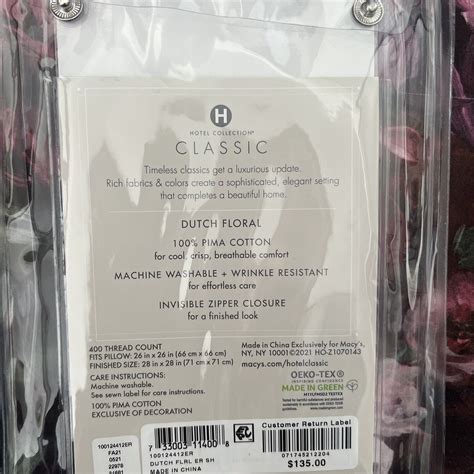 H
HOTEL COLLECTION®
CLASSIC
Timeless classics get a luxurious update.
Rich fabrics & colors create a sophisticated, elegant setting
that completes a beautiful home.
DUTCH FLORAL
100% PIMA COTTON
for cool, crisp, breathable comfort
MACHINE WASHABLE + WRINKLE RESISTANT
for effortless care
INVISIBLE ZIPPER CLOSURE
for a finished look
400 THREAD COUNT
FITS PILLOW: 26 in x 26 in (66 cm x 66 cm)
FINISHED SIZE: 28 in x 28 in (71 cm x 71 cm)
CARE INSTRUCTIONS:
Machine washable.
See sewn label for care instructions.
100% PIMA COTTON
EXCLUSIVE OF DECORATION
Made in China Exclusively for Macy's,
NY, NY 10001©2021 HO-Z1070143
macys.com/hotelclassic
OEKO-TEX®
INSPIRING CONFIDENCE
MADE IN GREEN
100124412ER
FA21
0521
22978
7 33003 11400 8
100124412ER
DUTCH FLRL ER SH
MADE IN CHINA
Customer Return Label
0717452 12204
$135.00